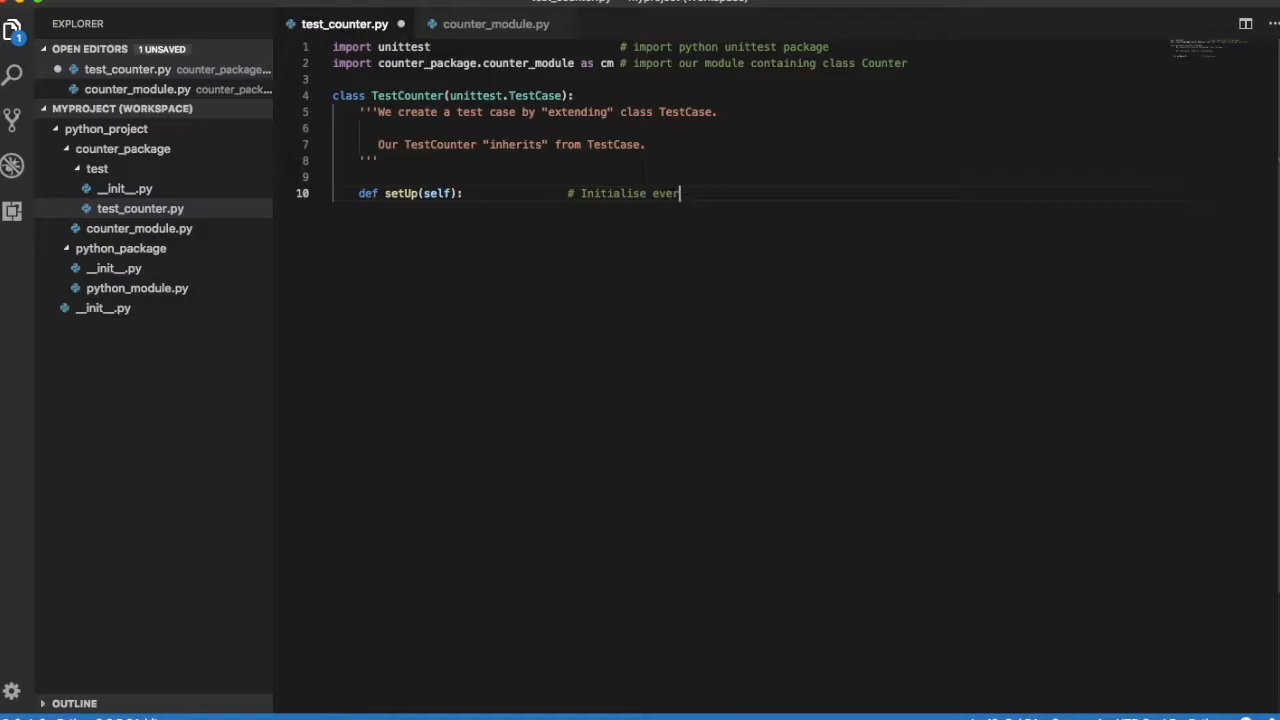 EXPLORER
OPEN EDITORS 1 UNSAVED
test_counter.py counter_package...
counter_module.py counter_pack...
MYPROJECT (WORKSPACE)
python_project
counter_package
test
__init__.py
test_counter.py
counter_module.py
python_package
__init__.py
python_module.py
__init__.py
OUTLINE
1
test_counter.py
counter_module.py
1 import unittest # import python unittest package
2 import counter_package.counter_module as cm # import our module containing class Counter
3
4 class TestCounter(unittest.TestCase):
5 '''We create a test case by "extending" class TestCase.
6
7 Our TestCounter "inherits" from TestCase.
8 '''
9
10 def setUp(self): # Initialise ever